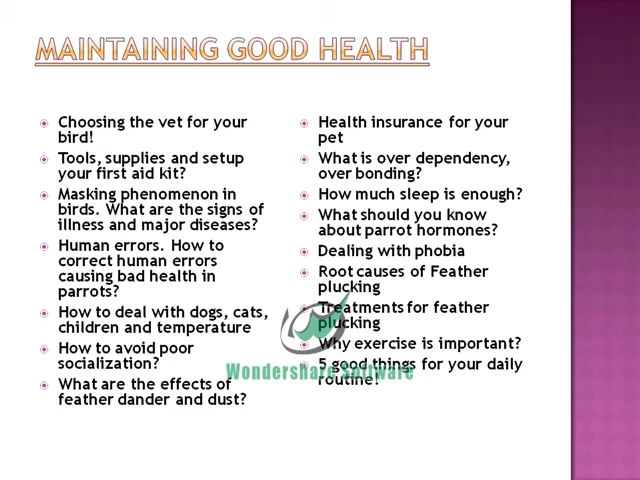 MAINTAINING GOOD HEALTH
Choosing the vet for your
bird!
Tools, supplies and setup
your first aid kit?
Masking phenomenon in
birds. What are the signs of
illness and major diseases?
Human errors. How to
correct human errors
causing bad health in
parrots?
How to deal with dogs, cats,
children and temperature
How to avoid poor
socialization?
What are the effects of
feather dander and dust?
Health insurance for your
pet
What is over dependency,
over bonding?
How much sleep is enough?
What should you know
about parrot hormones?
Dealing with phobia
Root causes of Feather
plucking
Treatments for feather
plucking
Why exercise is important?
5 good things for your daily
routine!
Wondershare Software